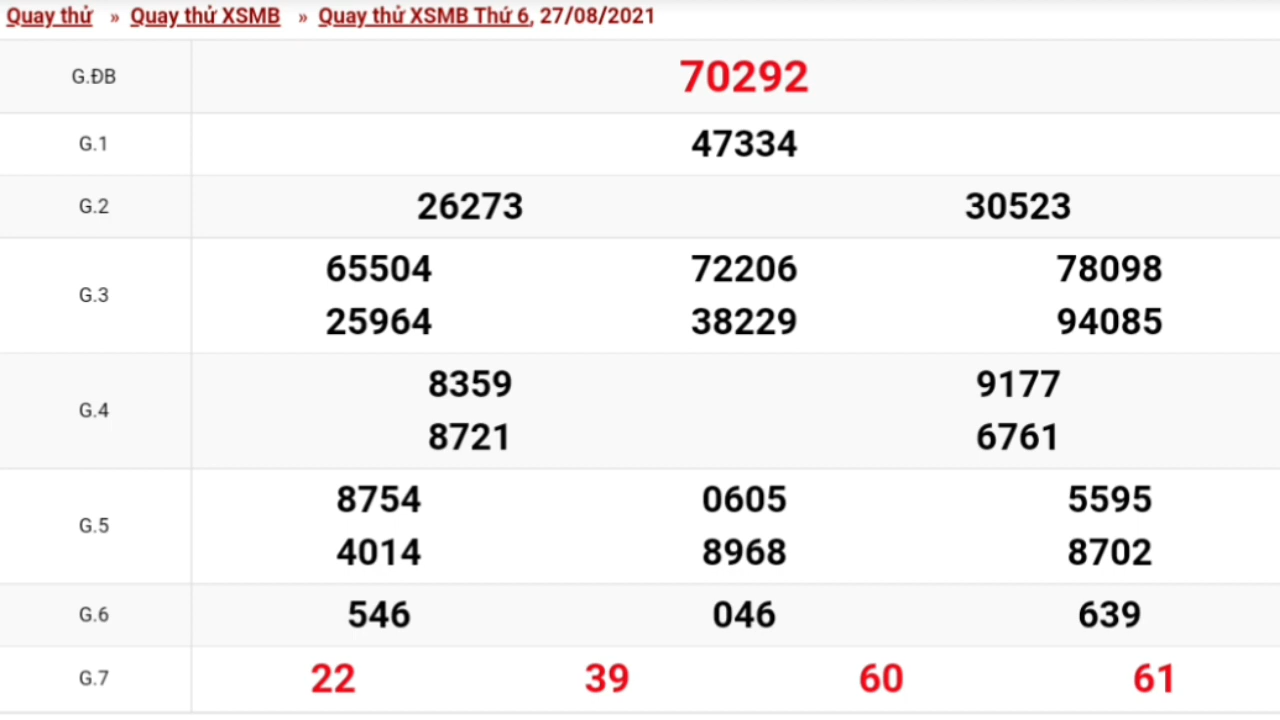 Quay thử » Quay thử XSMB » Quay thử XSMB Thứ 6, 27/08/2021
G.ĐB 70292
G.1 47334
G.2 26273 30523
G.3 65504 72206 78098
25964 38229 94085
G.4 8359 9177
8721 6761
G.5 8754 0605 5595
4014 8968 8702
G.6 546 046 639
G.7 22 39 60 61